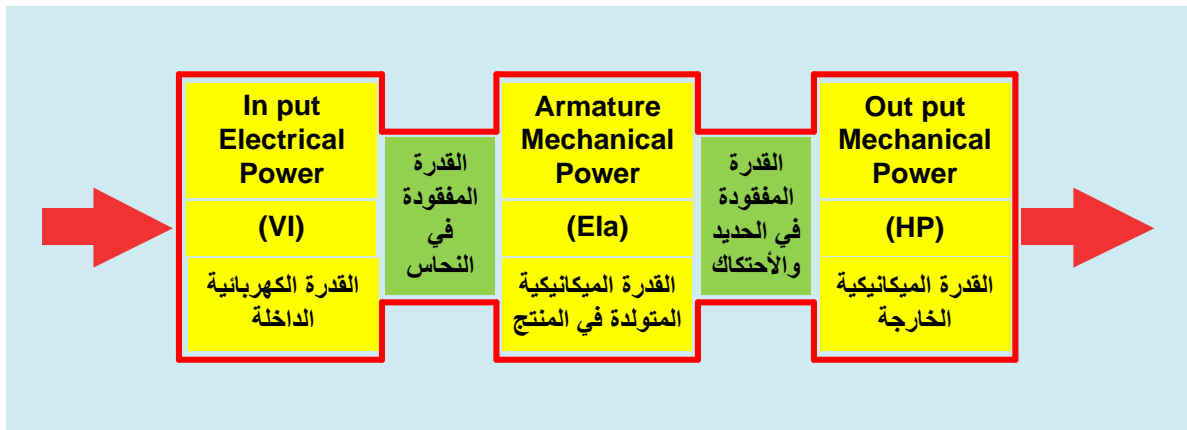 In put
Electrical
Power
(VI)
القدرة الكهربائية
الداخلة
القدرة
المفقودة
في
النحاس
Armature
Mechanical
Power
(EIa)
القدرة الميكانيكية
المتولدة في المنتج
القدرة
المفقودة
في الحديد
والأحتكاك
Out put
Mechanical
Power
(HP)
القدرة الميكانيكية
الخارجة